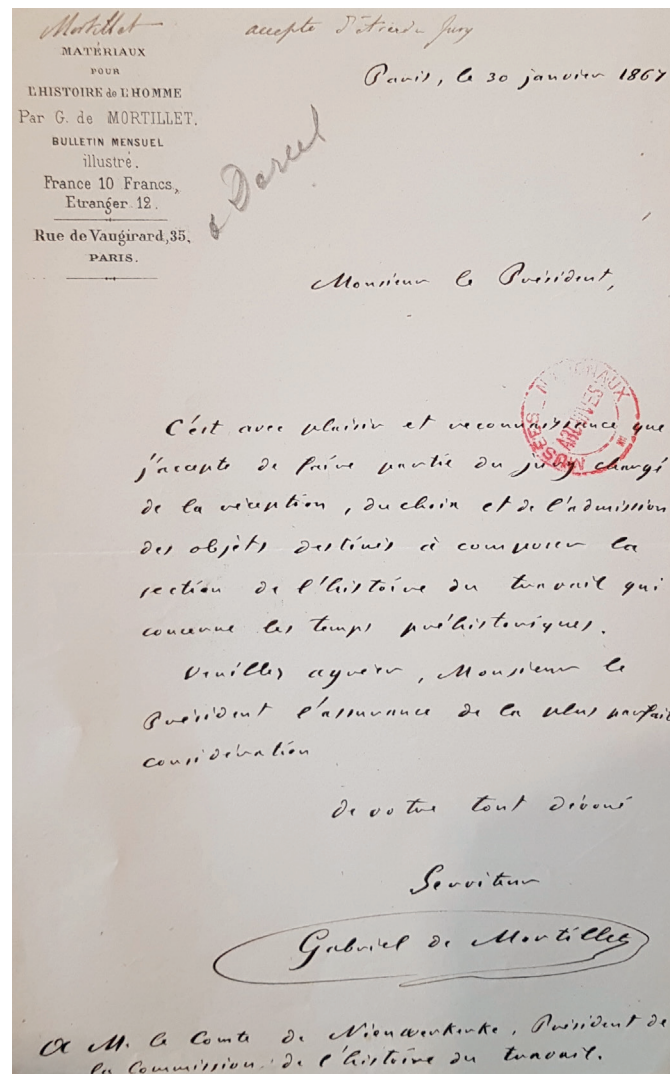 Mortillet accepte d'être du Jury
MATÉRIAUX
POUR
L'HISTOIRE de L'HOMME
Par G. de MORTILLET.
BULLETIN MENSUEL
illustré.
France 10 Francs,
Etranger 12.
Rue de Vaugirard, 35,
PARIS.
a Darcel
Paris, le 30 janvier 1867
Monsieur le Président,
MUSÉES NATIONAUX
ARCHIVES
C'est avec plaisir et reconnaissance que
j'accepte de faire partie du jury chargé
de la réception, du choix et de l'admission
des objets destinés à composer la
section de l'histoire du travail qui
concerne les temps préhistoriques.
Veuillez agréer, Monsieur le
Président l'assurance de la plus parfait
considération
de votre tout dévoué
Serviteur
Gabriel de Mortillet
A M. le Comte de Nieuwerkerke, Président de
la Commission de l'histoire du travail.